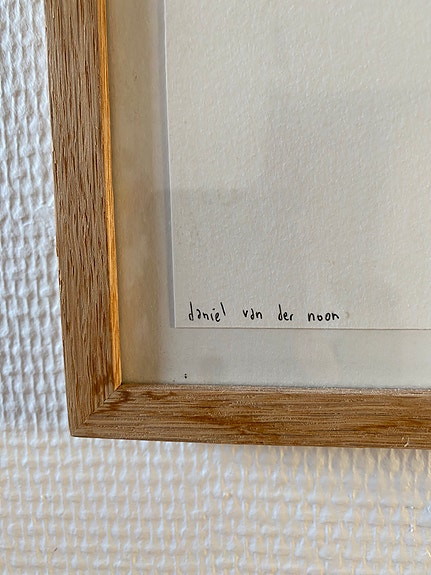 daniel van der noon